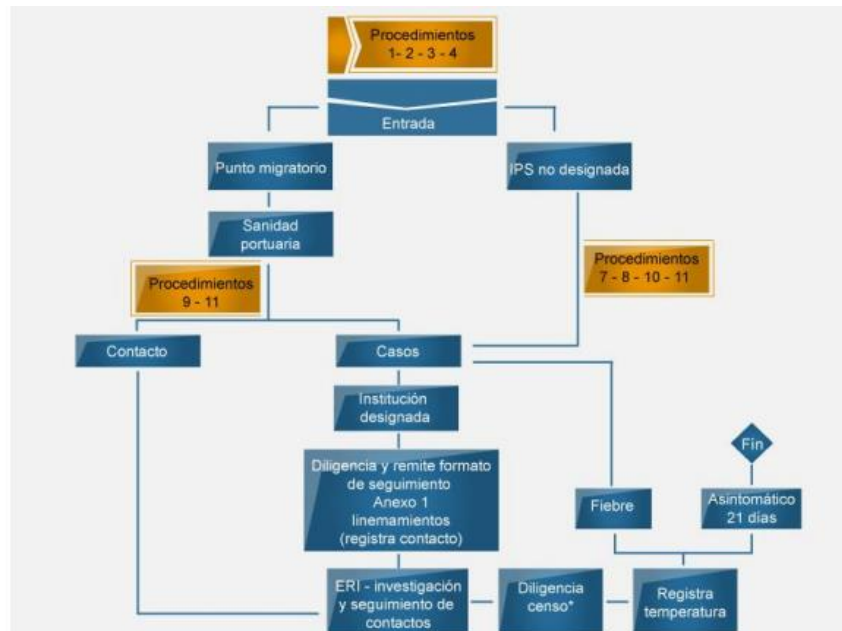 Procedimientos
1- 2 - 3 - 4
Entrada
Punto migratorio
IPS no designada
Sanidad
portuaria
Procedimientos
7 - 8 - 10 - 11
Procedimientos
9 - 11
Contacto
Casos
Institución
designada
Diligencia y remite formato
de seguimiento
Anexo 1
linemamientos
(registra contacto)
Fin
Fiebre
Asintomático
21 días
ERI - investigación
y seguimiento de
contactos
Diligencia
censo*
Registra
temperatura